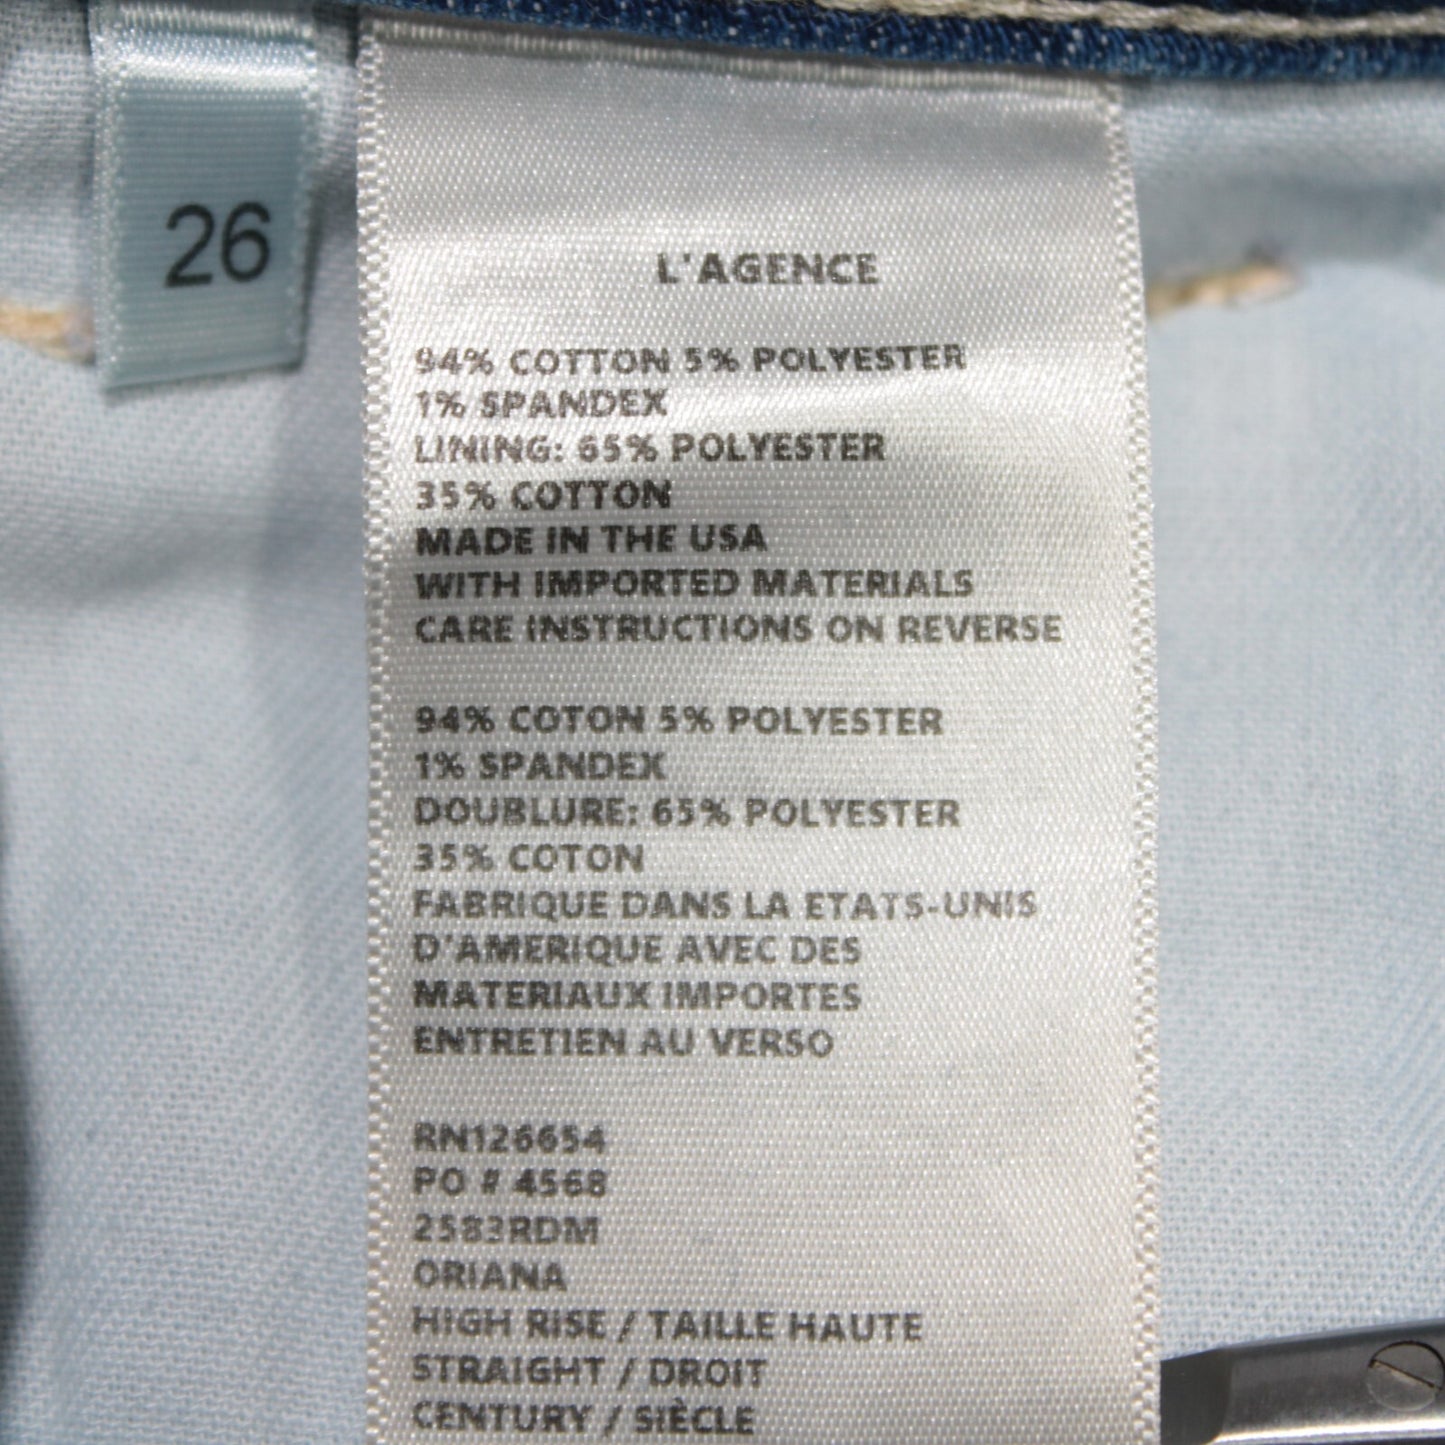 26
L'AGENCE
94% COTTON 5% POLYESTER
1% SPANDEX
LINING: 65% POLYESTER
35% COTTON
MADE IN THE USA
WITH IMPORTED MATERIALS
CARE INSTRUCTIONS ON REVERSE
94% COTON 5% POLYESTER
1% SPANDEX
DOUBLURE: 65% POLYESTER
35% COTON
FABRIQUE DANS LA ETATS-UNIS
D'AMERIQUE AVEC DES
MATERIAUX IMPORTES
ENTRETIEN AU VERSO
RN126654
PO # 4568
2583RDM
ORIANA
HIGH RISE / TAILLE HAUTE
STRAIGHT / DROIT
CENTURY / SIÈCLE